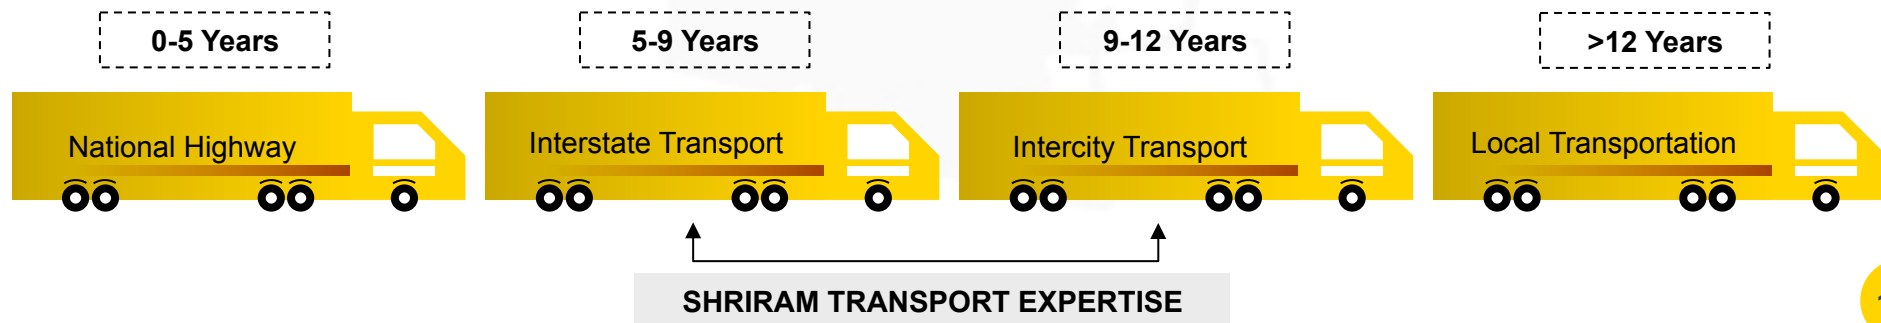 0-5 Years
5-9 Years
9-12 Years
>12 Years
National Highway
Interstate Transport
Intercity Transport
Local Transportation
SHRIRAM TRANSPORT EXPERTISE